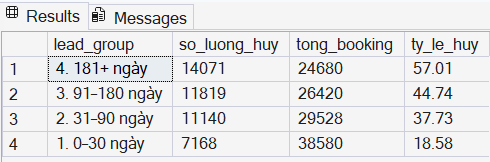 Results Messages
lead_group so_luong_huy tong_booking ty_le_huy
1 4. 181+ ngày 14071 24680 57.01
2 3. 91–180 ngày 11819 26420 44.74
3 2. 31–90 ngày 11140 29528 37.73
4 1. 0-30 ngày 7168 38580 18.58